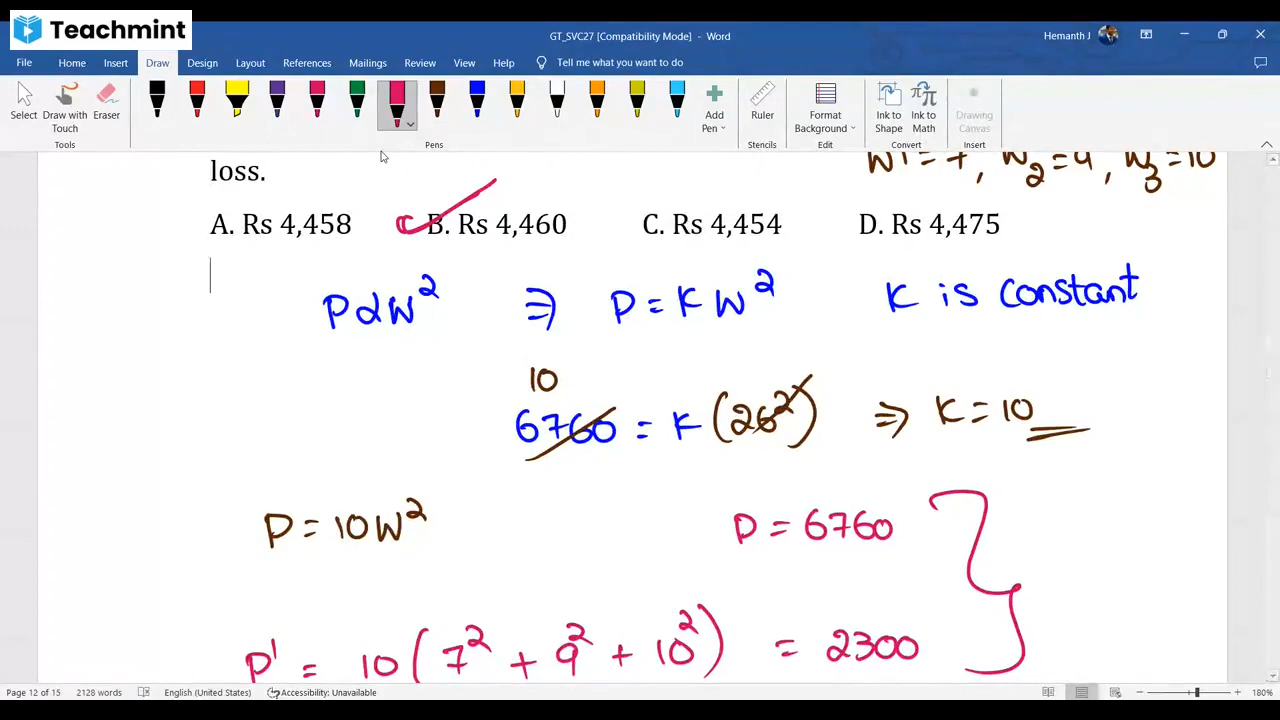 Teachmint
GT_SVC27 [Compatibility Mode] - Word
Hemanth J
File Home Insert Draw Design Layout References Mailings Review View Help Tell me what you want to do
Select Draw with Touch Eraser Add Pen Ruler Format Background Ink to Shape Ink to Math Drawing Canvas
Tools Pens Stencils Edit Convert Insert
W1 = 7, W2 = 9, W3 = 10
loss.
A. Rs 4,458 B. Rs 4,460 C. Rs 4,454 D. Rs 4,475
P α W² ⇒ P = K W² K is constant
10
6760 = K (26²) ⇒ K = 10
P = 10W² P = 6760
P' = 10 (7² + 9² + 10²) = 2300
Page 12 of 15 2128 words English (United States) Accessibility: Unavailable 180%